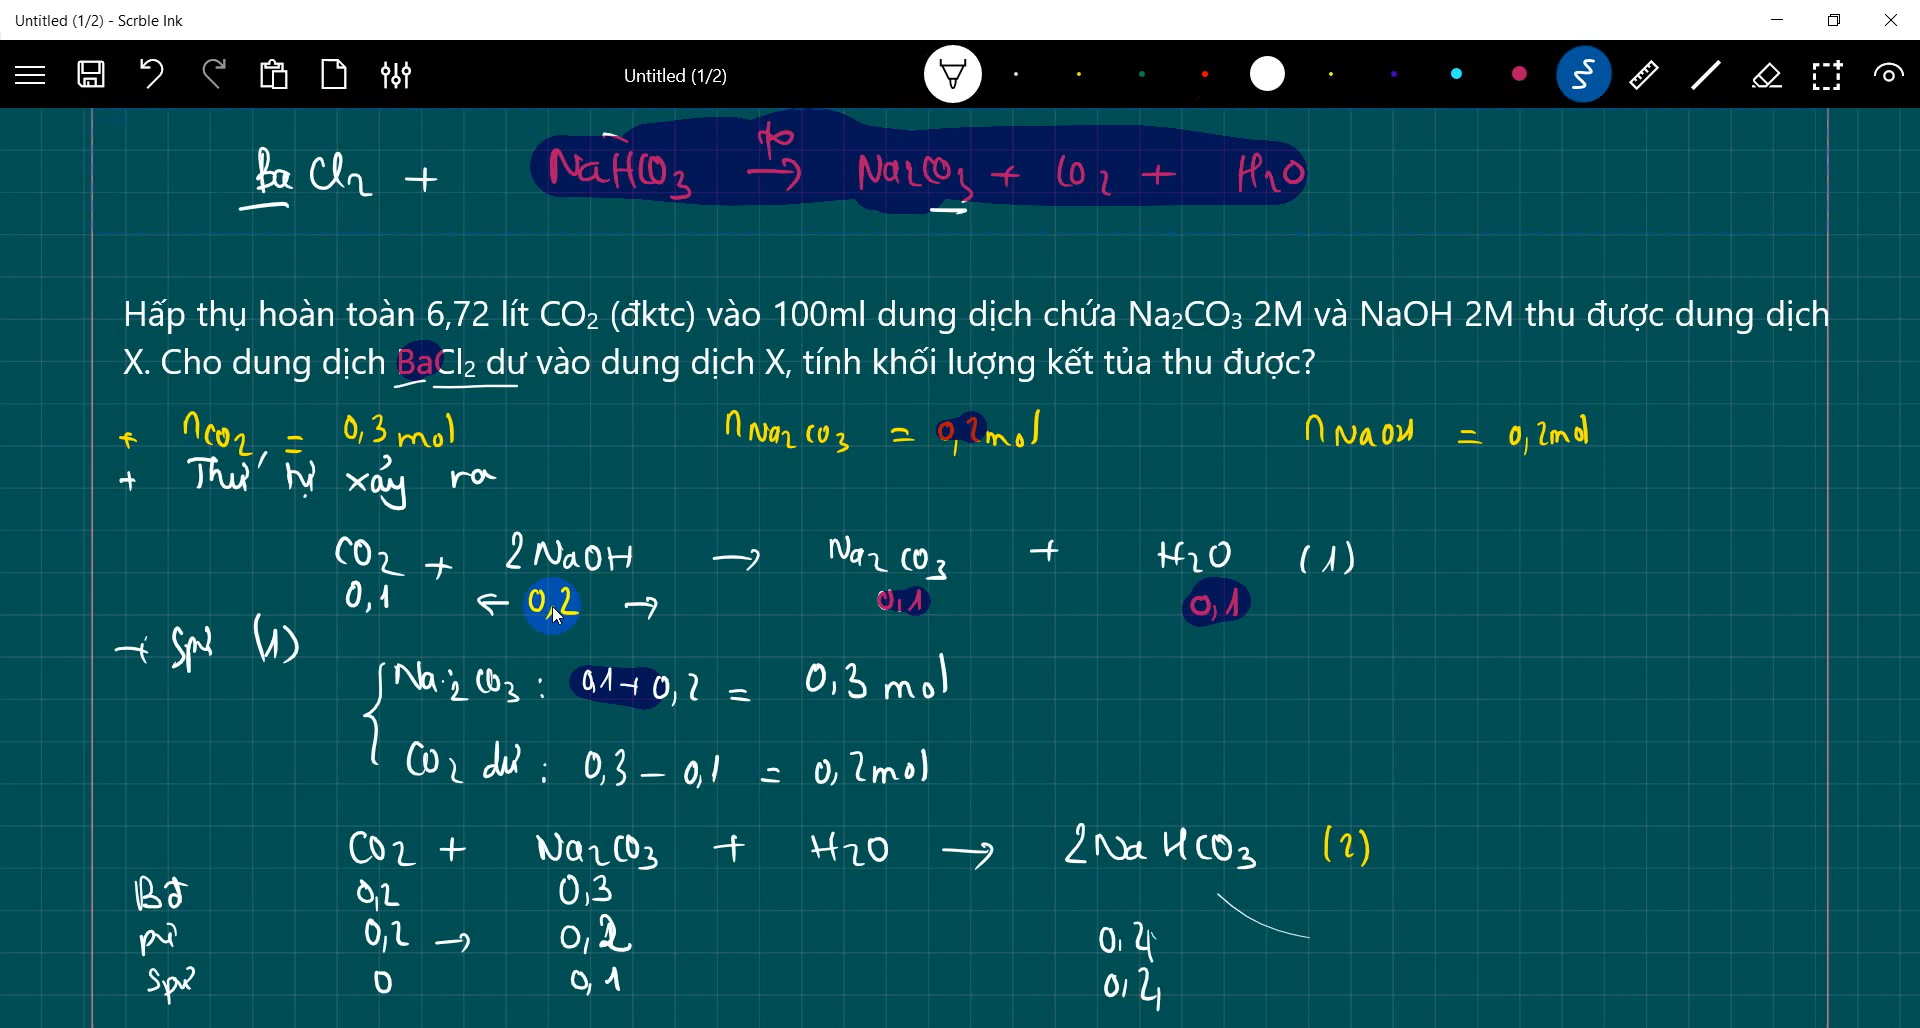 Untitled (1/2) - Scrble Ink
Untitled (1/2)
BaCl2 + NaHCO3 t° → Na2CO3 + CO2 + H2O
Hấp thụ hoàn toàn 6,72 lít CO₂ (đktc) vào 100ml dung dịch chứa Na₂CO₃ 2M và NaOH 2M thu được dung dịch
X. Cho dung dịch BaCl₂ dư vào dung dịch X, tính khối lượng kết tủa thu được?
+ nCO2 = 0,3 mol nNa2CO3 = 0,2 mol nNaOH = 0,2 mol
+ Thứ tự xảy ra
CO2 + 2NaOH → Na2CO3 + H2O (1)
0,1 ← 0,2 → 0,1 0,1
→ Spứ (1)
Na2CO3 : 0,1 + 0,2 = 0,3 mol
CO2 dư : 0,3 - 0,1 = 0,2 mol
CO2 + Na2CO3 + H2O → 2NaHCO3 (2)
Bđ 0,2 0,3
pứ 0,2 → 0,2 0,4
Spứ 0 0,1 0,4